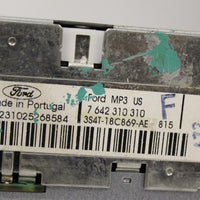 Ford
Ford MP3 US
Made in Portugal
7 642 310 310
231025268584
3S4T-18C869-AE 815
F